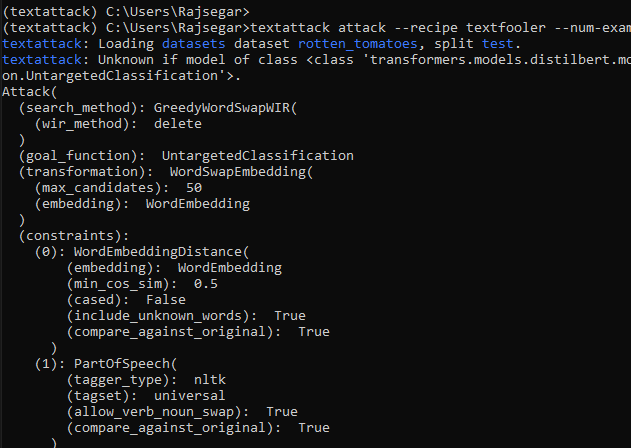 (textattack) C:\Users\Rajsegar>
(textattack) C:\Users\Rajsegar>textattack attack --recipe textfooler --num-exam
textattack: Loading datasets dataset rotten_tomatoes, split test.
textattack: Unknown if model of class <class 'transformers.models.distilbert.mo
on.UntargetedClassification'>.
Attack(
  (search_method): GreedyWordSwapWIR(
    (wir_method):  delete
  )
  (goal_function):  UntargetedClassification
  (transformation):  WordSwapEmbedding(
    (max_candidates):  50
    (embedding):  WordEmbedding
  )
  (constraints):
    (0): WordEmbeddingDistance(
        (embedding):  WordEmbedding
        (min_cos_sim):  0.5
        (cased):  False
        (include_unknown_words):  True
        (compare_against_original):  True
      )
    (1): PartOfSpeech(
        (tagger_type):  nltk
        (tagset):  universal
        (allow_verb_noun_swap):  True
        (compare_against_original):  True
      )